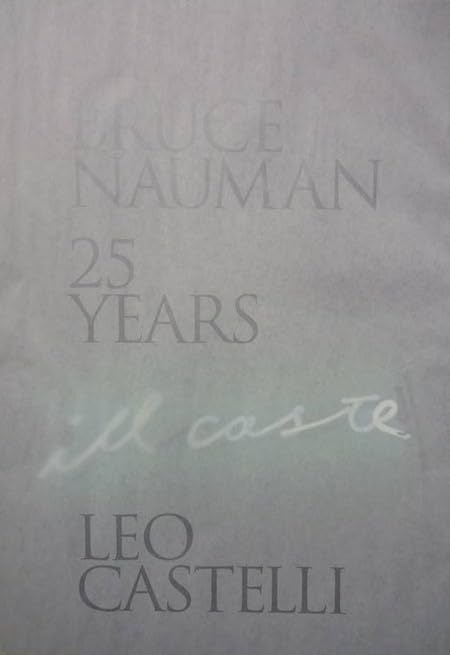 BRUCE
NAUMAN
25
YEARS
ill caste
LEO
CASTELLI